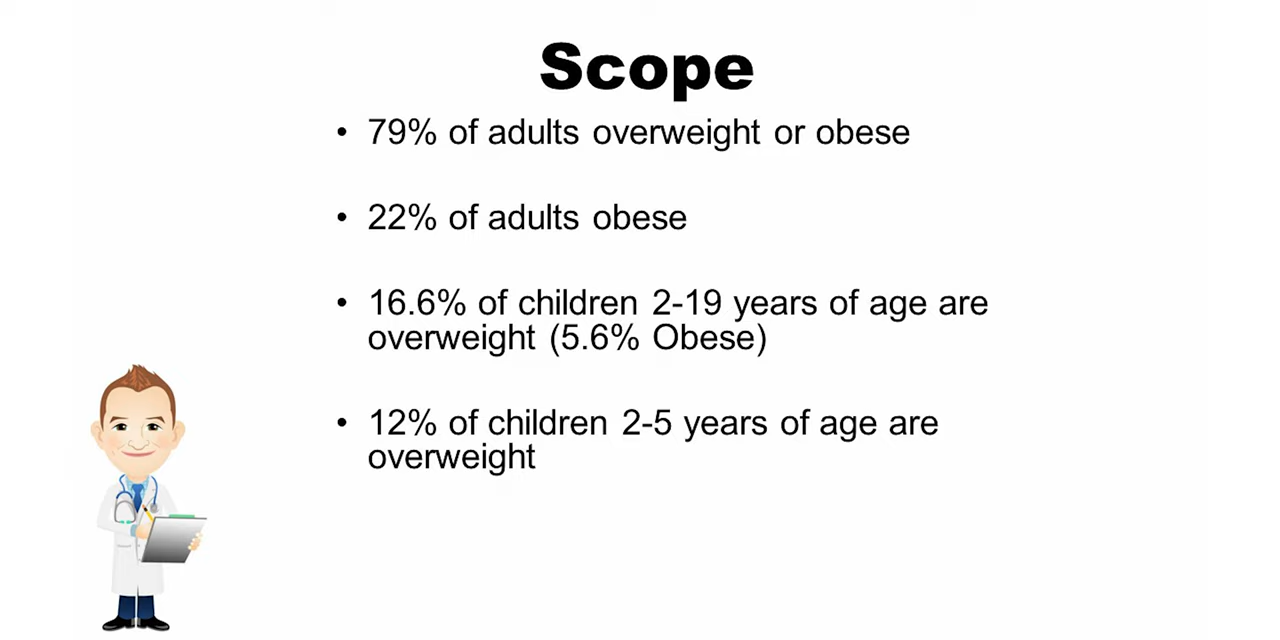 Scope
• 79% of adults overweight or obese
• 22% of adults obese
• 16.6% of children 2-19 years of age are
overweight (5.6% Obese)
• 12% of children 2-5 years of age are
overweight